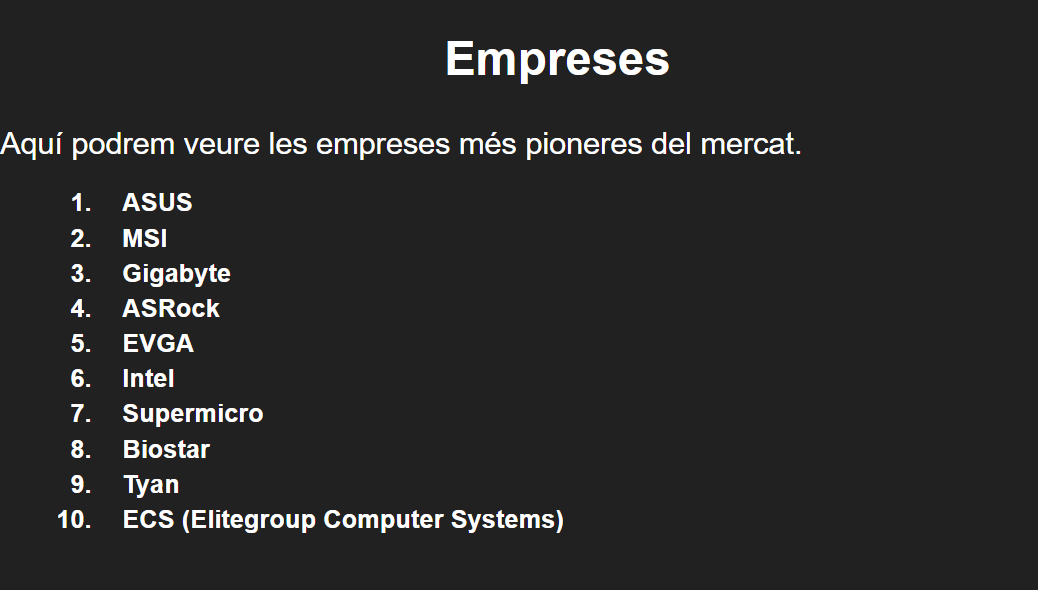 Empreses
Aquí podrem veure les empreses més pioneres del mercat.
1. ASUS
2. MSI
3. Gigabyte
4. ASRock
5. EVGA
6. Intel
7. Supermicro
8. Biostar
9. Tyan
10. ECS (Elitegroup Computer Systems)